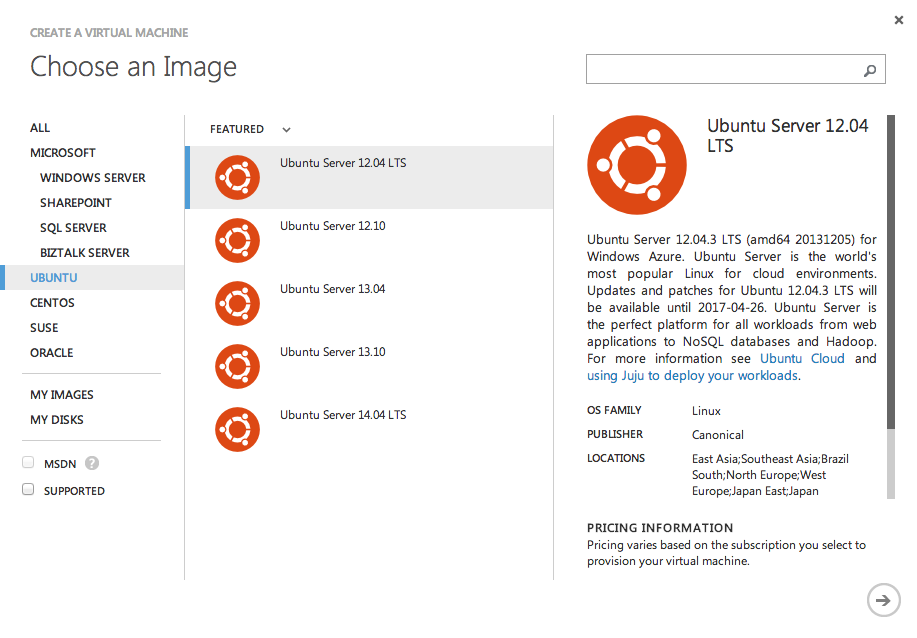 CREATE A VIRTUAL MACHINE
Choose an Image
ALL
MICROSOFT
WINDOWS SERVER
SHAREPOINT
SQL SERVER
BIZTALK SERVER
UBUNTU
CENTOS
SUSE
ORACLE
MY IMAGES
MY DISKS
MSDN ?
SUPPORTED
FEATURED
Ubuntu Server 12.04 LTS
Ubuntu Server 12.10
Ubuntu Server 13.04
Ubuntu Server 13.10
Ubuntu Server 14.04 LTS
Ubuntu Server 12.04
LTS
Ubuntu Server 12.04.3 LTS (amd64 20131205) for
Windows Azure. Ubuntu Server is the world's
most popular Linux for cloud environments.
Updates and patches for Ubuntu 12.04.3 LTS will
be available until 2017-04-26. Ubuntu Server is
the perfect platform for all workloads from web
applications to NoSQL databases and Hadoop.
For more information see Ubuntu Cloud and
using Juju to deploy your workloads.
OS FAMILY Linux
PUBLISHER Canonical
LOCATIONS East Asia;Southeast Asia;Brazil
South;North Europe;West
Europe;Japan East;Japan
PRICING INFORMATION
Pricing varies based on the subscription you select to
provision your virtual machine.